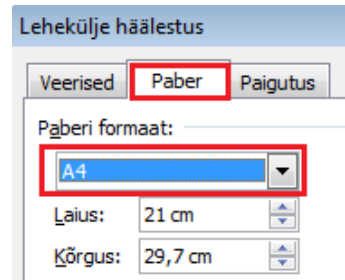 Lehekülje häälestus
Veerised Paber Paigutus
Paberi formaat:
A4
Laius: 21 cm
Kõrgus: 29,7 cm